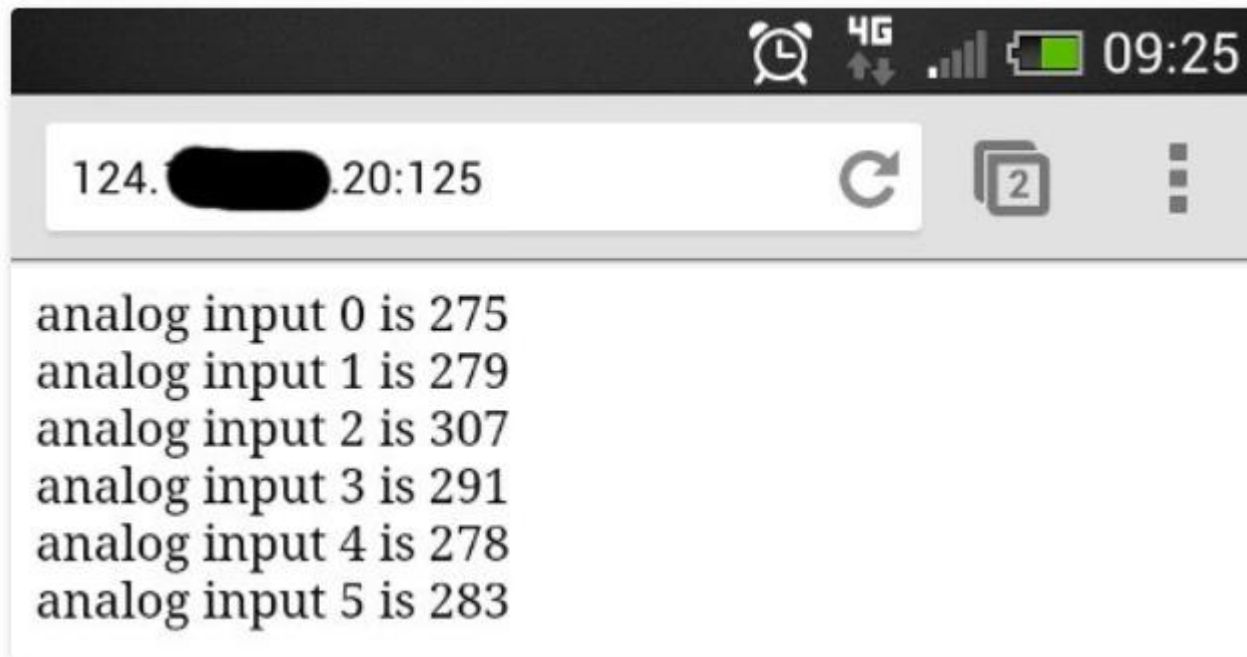 4G 09:25
124. .20:125 2
analog input 0 is 275
analog input 1 is 279
analog input 2 is 307
analog input 3 is 291
analog input 4 is 278
analog input 5 is 283